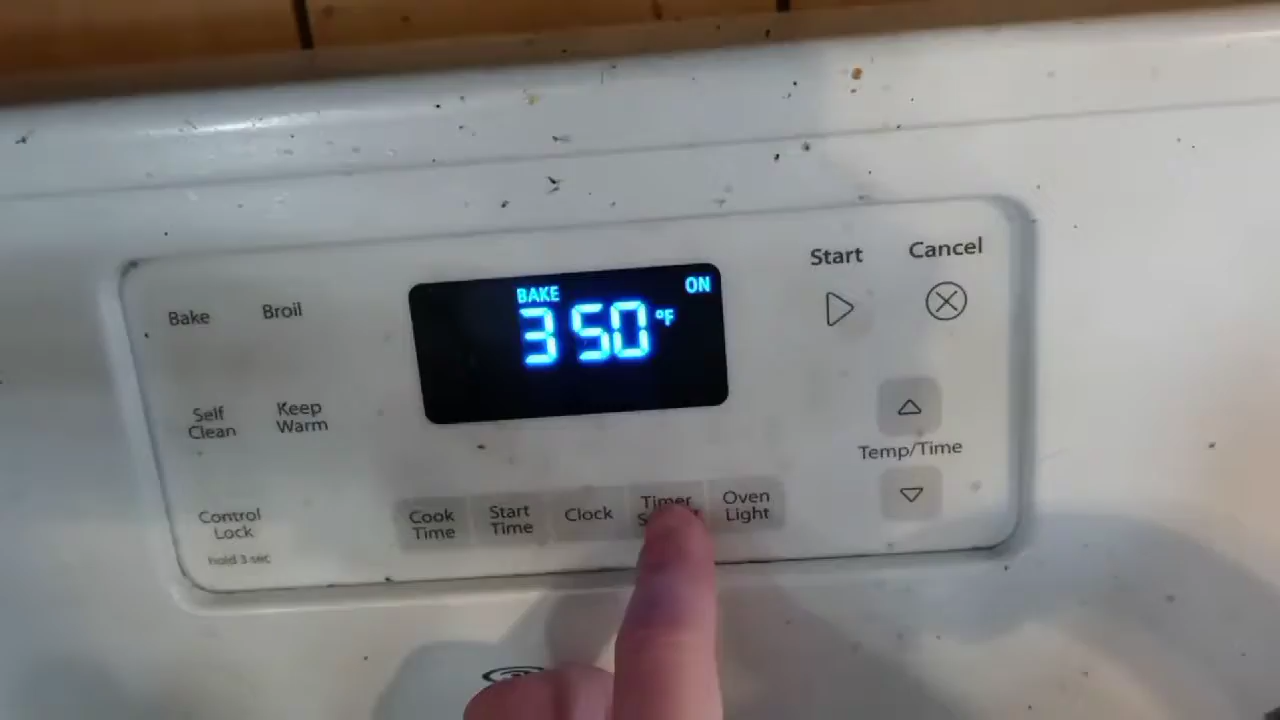 Start
Cancel
BAKE
ON
350 °F
Bake
Broil
Self
Clean
Keep
Warm
Temp/Time
Control
Lock
hold 3 sec
Cook
Time
Start
Time
Clock
Timer
Oven
Light